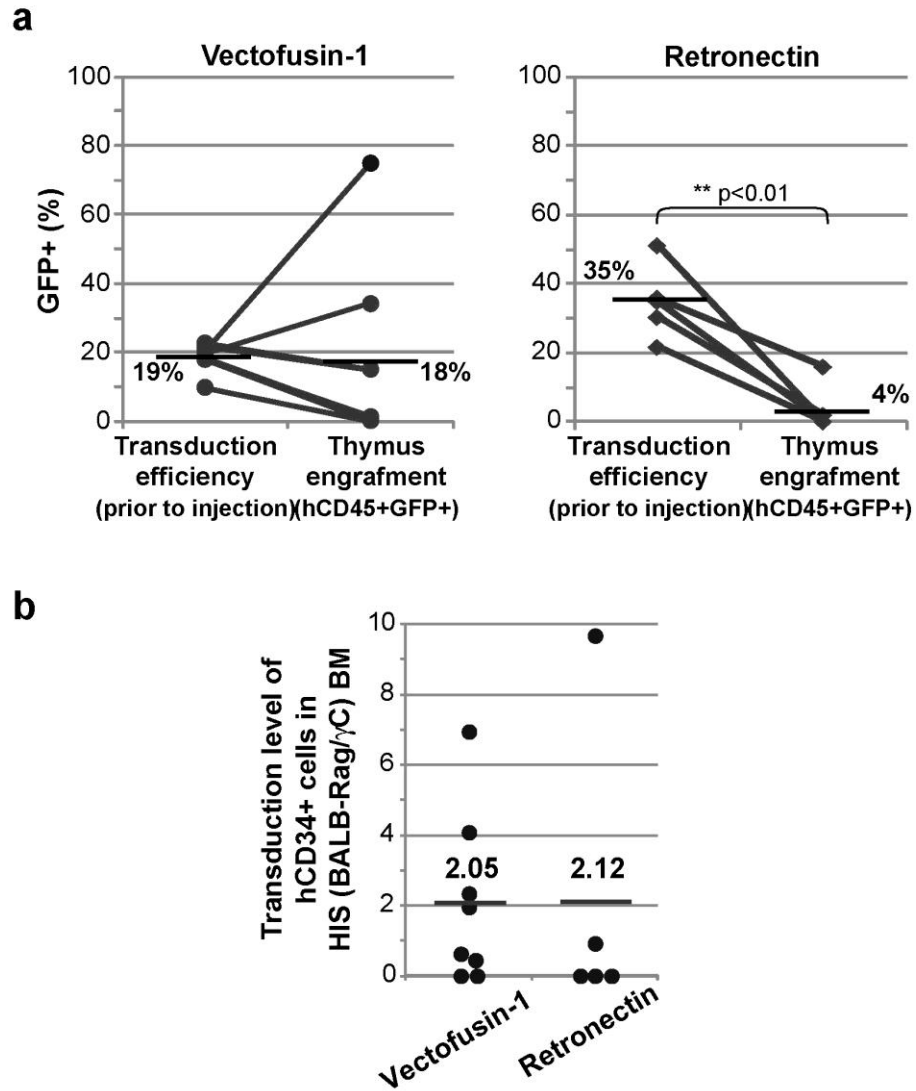 a
Vectofusin-1
Retronectin
GFP+ (%)
100
80
60
40
20
0
19%
18%
Transduction
efficiency
(prior to injection)
Thymus
engrafment
(hCD45+GFP+)
100
80
60
40
20
0
** p<0.01
35%
4%
Transduction
efficiency
(prior to injection)
Thymus
engrafment
(hCD45+GFP+)
b
Transduction level of
hCD34+ cells in
HIS (BALB-Rag/γC) BM
10
8
6
4
2
0
2.05
2.12
Vectofusin-1
Retronectin